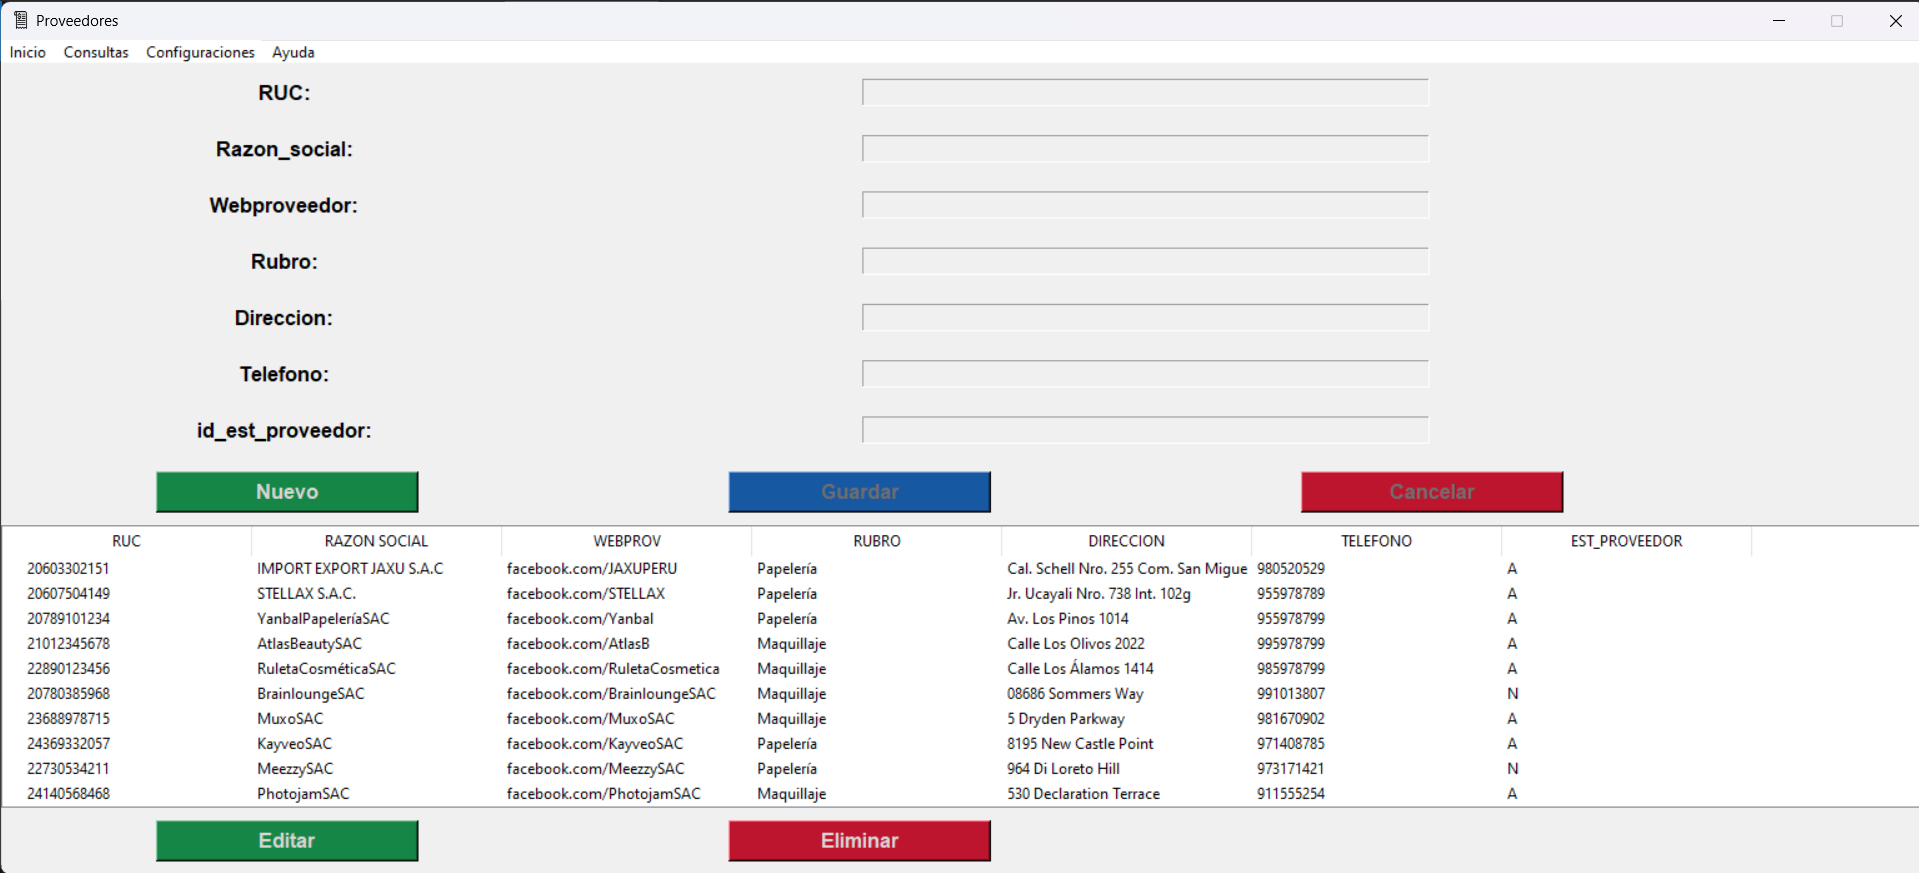 Proveedores
Inicio Consultas Configuraciones Ayuda
RUC:
Razon_social:
Webproveedor:
Rubro:
Direccion:
Telefono:
id_est_proveedor:
Nuevo Guardar Cancelar
RUC RAZON SOCIAL WEBPROV RUBRO DIRECCION TELEFONO EST_PROVEEDOR
20603302151 IMPORT EXPORT JAXU S.A.C facebook.com/JAXUPERU Papelería Cal. Schell Nro. 255 Com. San Migue 980520529 A
20607504149 STELLAX S.A.C. facebook.com/STELLAX Papelería Jr. Ucayali Nro. 738 Int. 102g 955978789 A
20789101234 YanbalPapeleríaSAC facebook.com/Yanbal Papelería Av. Los Pinos 1014 955978799 A
21012345678 AtlasBeautySAC facebook.com/AtlasB Maquillaje Calle Los Olivos 2022 995978799 A
22890123456 RuletaCosméticaSAC facebook.com/RuletaCosmetica Maquillaje Calle Los Álamos 1414 985978799 A
20780385968 BrainloungeSAC facebook.com/BrainloungeSAC Maquillaje 08686 Sommers Way 991013807 N
23688978715 MuxoSAC facebook.com/MuxoSAC Maquillaje 5 Dryden Parkway 981670902 A
24369332057 KayveoSAC facebook.com/KayveoSAC Papelería 8195 New Castle Point 971408785 A
22730534211 MeezzySAC facebook.com/MeezzySAC Papelería 964 Di Loreto Hill 973171421 N
24140568468 PhotojamSAC facebook.com/PhotojamSAC Maquillaje 530 Declaration Terrace 911555254 A
Editar Eliminar